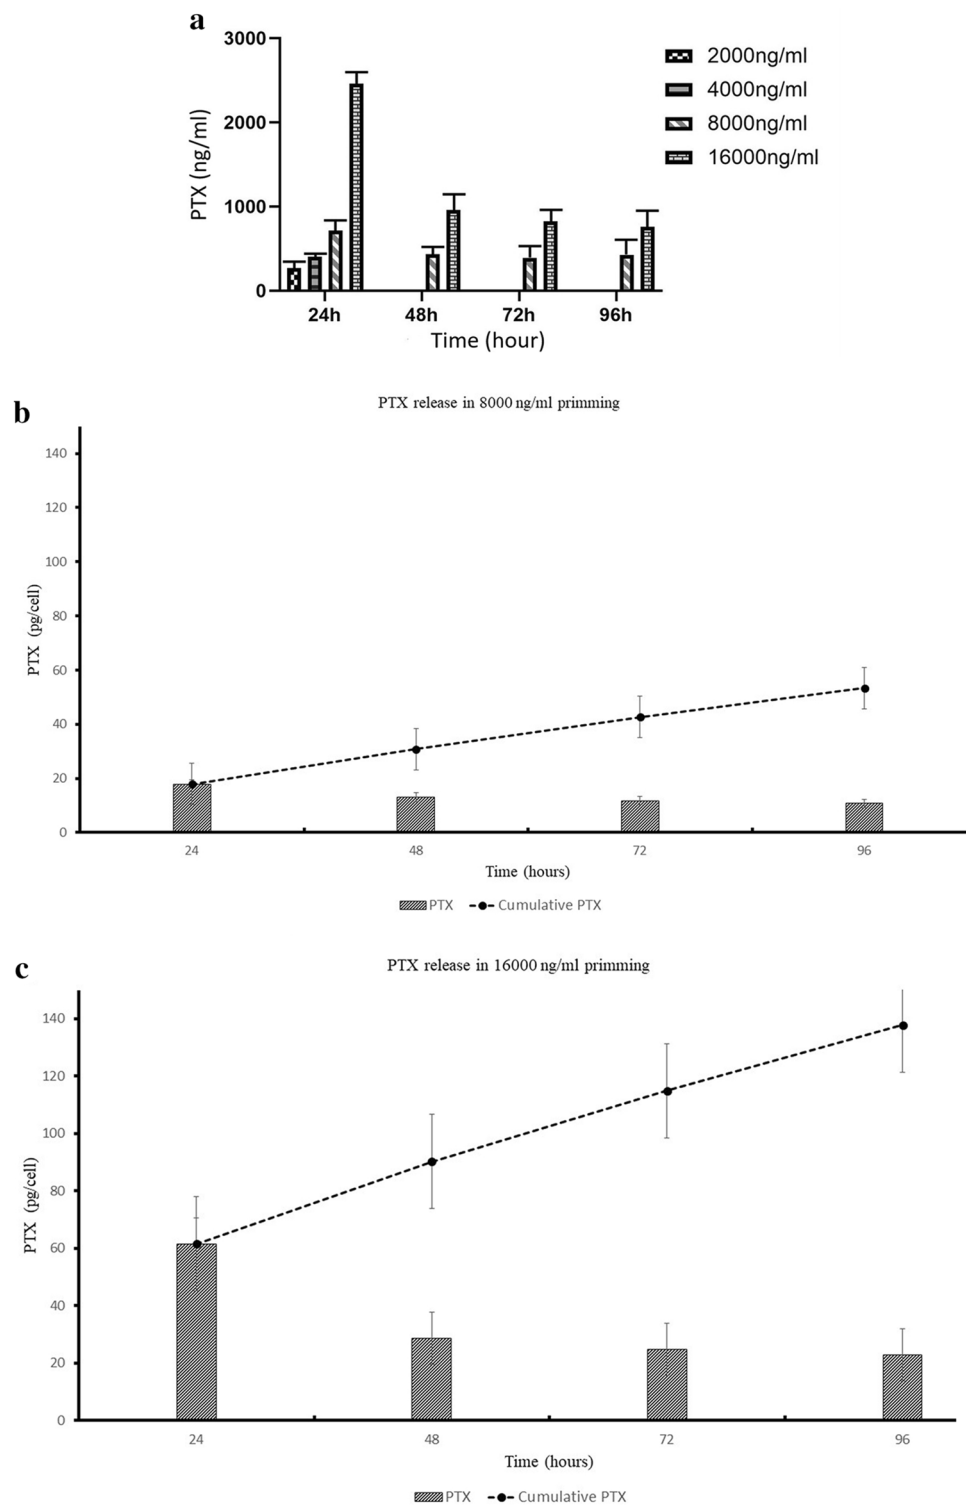 a
3000
2000
1000
0
PTX (ng/ml)
24h 48h 72h 96h
Time (hour)
2000ng/ml
4000ng/ml
8000ng/ml
16000ng/ml
b
PTX release in 8000 ng/ml primming
140
120
100
80
60
40
20
0
PTX (pg/cell)
24 48 72 96
Time (hours)
PTX Cumulative PTX
c
PTX release in 16000 ng/ml primming
140
120
100
80
60
40
20
0
PTX (pg/cell)
24 48 72 96
Time (hours)
PTX Cumulative PTX